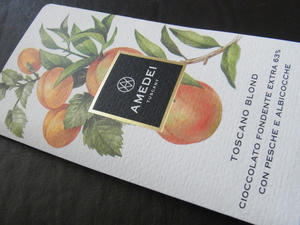 AMEDEI
TUSCANY
TOSCANO BLOND
CIOCCOLATO FONDENTE EXTRA 63%
CON PESCHE E ALBICOCCHE